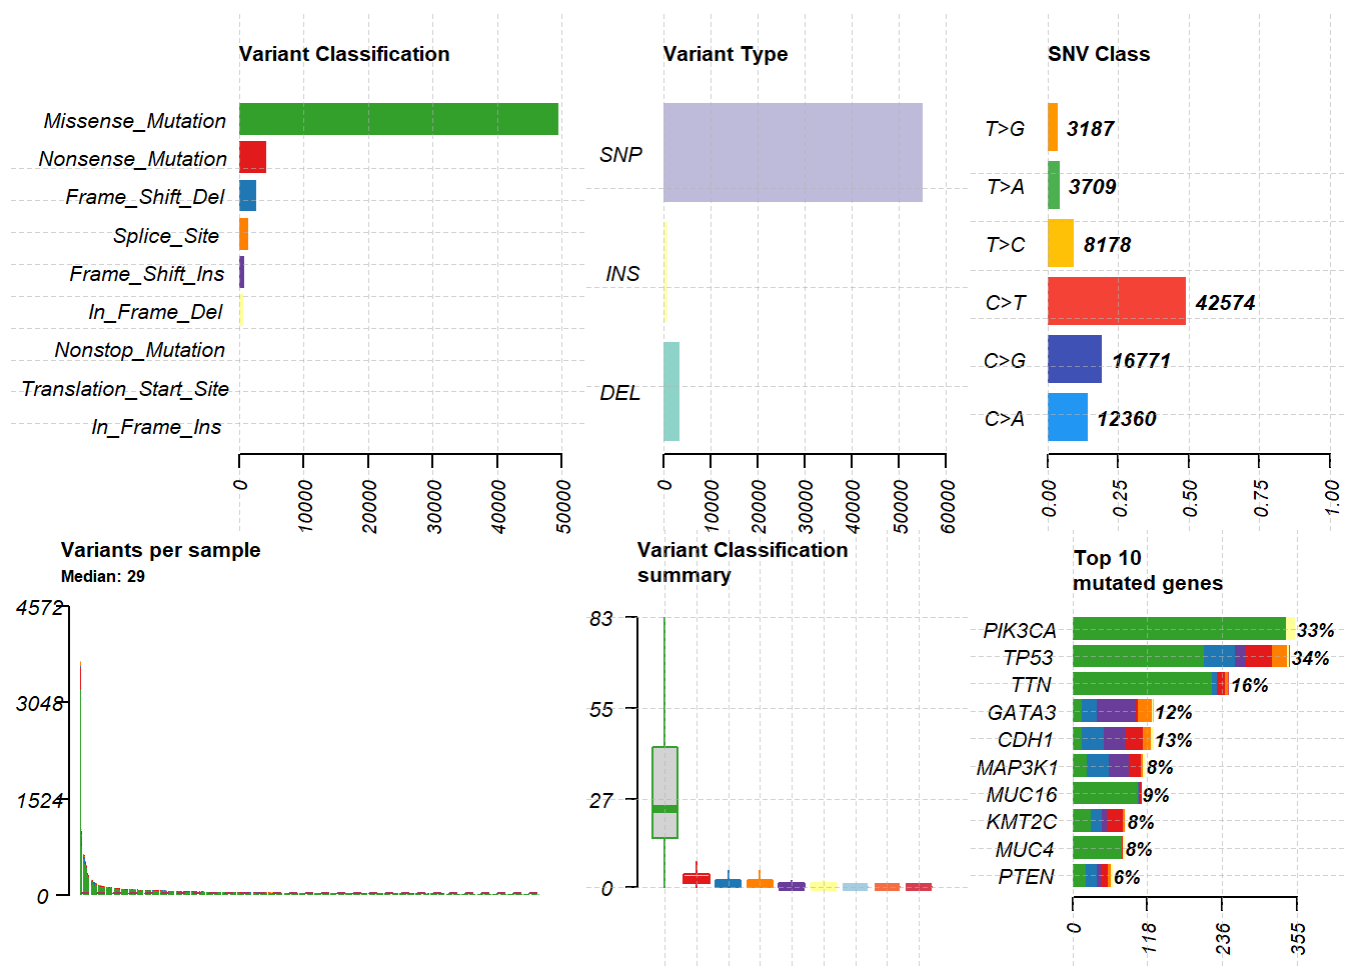 Variant Classification
Missense_Mutation
Nonsense_Mutation
Frame_Shift_Del
Splice_Site
Frame_Shift_Ins
In_Frame_Del
Nonstop_Mutation
Translation_Start_Site
In_Frame_Ins
0
10000
20000
30000
40000
50000
Variant Type
SNP
INS
DEL
0
10000
20000
30000
40000
50000
60000
SNV Class
T>G 3187
T>A 3709
T>C 8178
C>T 42574
C>G 16771
C>A 12360
0.00
0.25
0.50
0.75
1.00
Variants per sample
Median: 29
4572
3048
1524
0
Variant Classification
summary
83
55
27
0
Top 10
mutated genes
PIK3CA 33%
TP53 34%
TTN 16%
GATA3 12%
CDH1 13%
MAP3K1 8%
MUC16 9%
KMT2C 8%
MUC4 8%
PTEN 6%
0
118
236
355